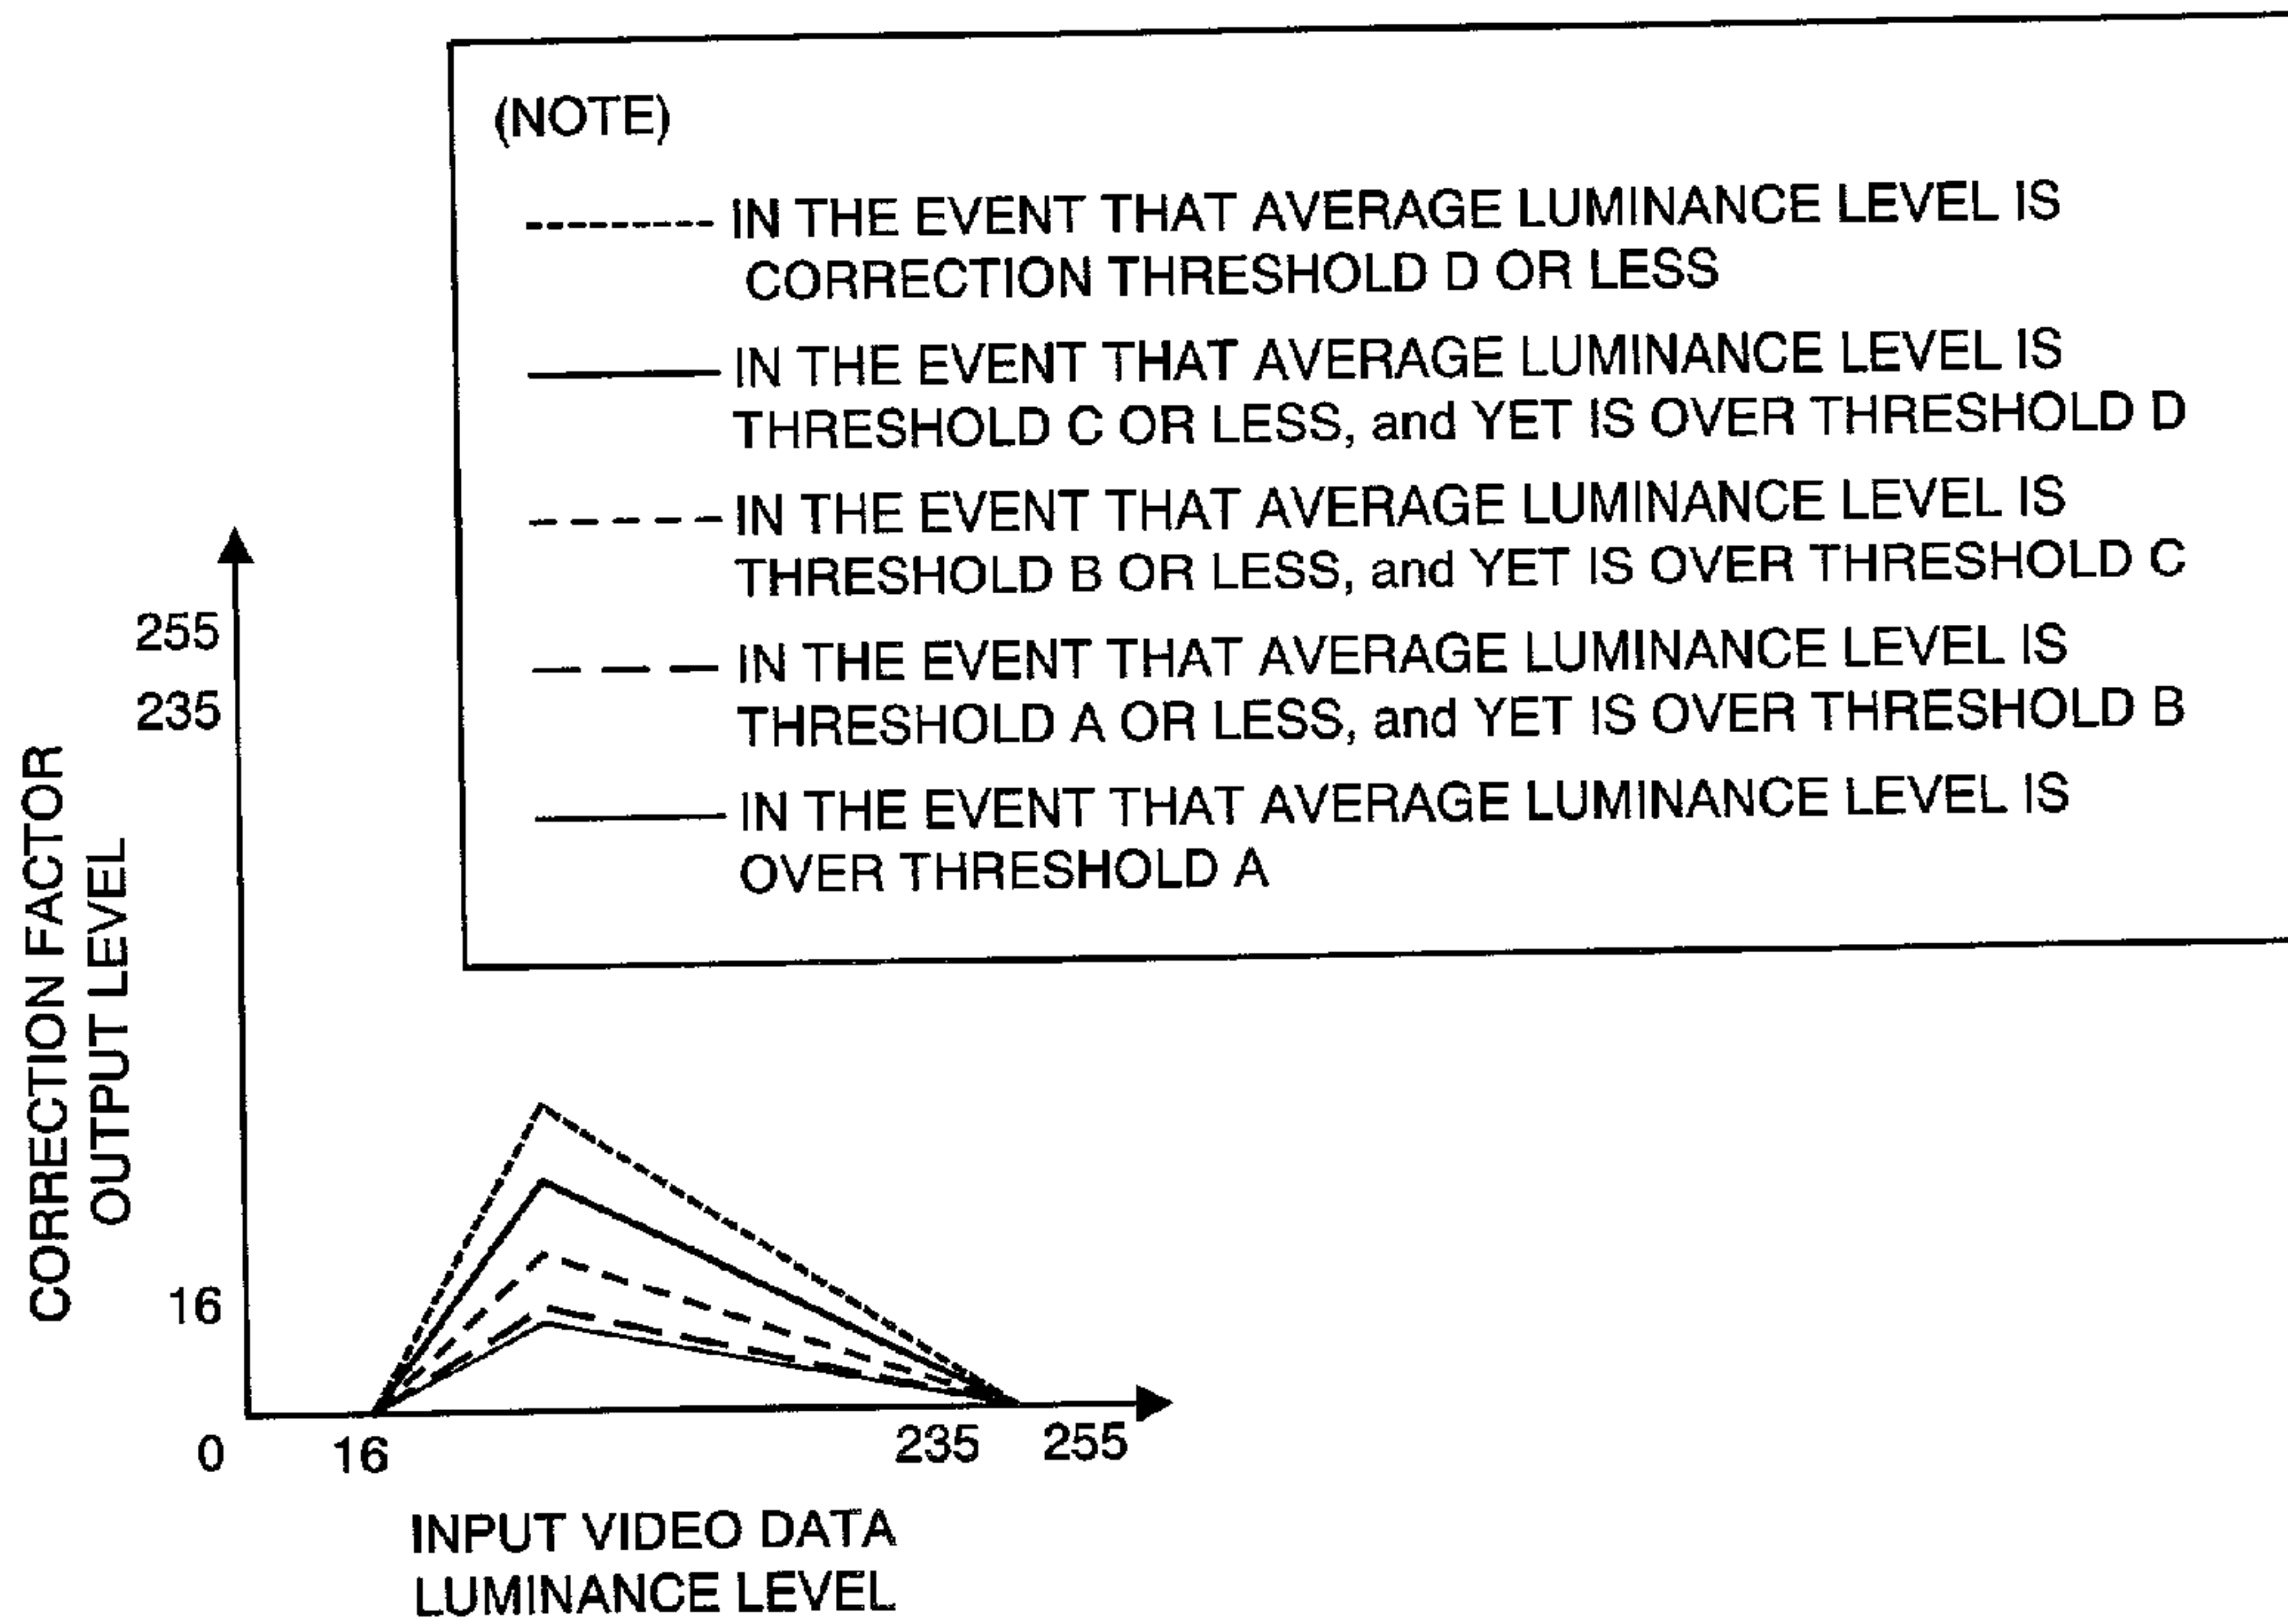 (NOTE)
IN THE EVENT THAT AVERAGE LUMINANCE LEVEL IS
CORRECTION THRESHOLD D OR LESS
IN THE EVENT THAT AVERAGE LUMINANCE LEVEL IS
THRESHOLD C OR LESS, and YET IS OVER THRESHOLD D
IN THE EVENT THAT AVERAGE LUMINANCE LEVEL IS
THRESHOLD B OR LESS, and YET IS OVER THRESHOLD C
IN THE EVENT THAT AVERAGE LUMINANCE LEVEL IS
THRESHOLD A OR LESS, and YET IS OVER THRESHOLD B
IN THE EVENT THAT AVERAGE LUMINANCE LEVEL IS
OVER THRESHOLD A
CORRECTION FACTOR
OUTPUT LEVEL
255
235
16
0 16 235 255
INPUT VIDEO DATA
LUMINANCE LEVEL